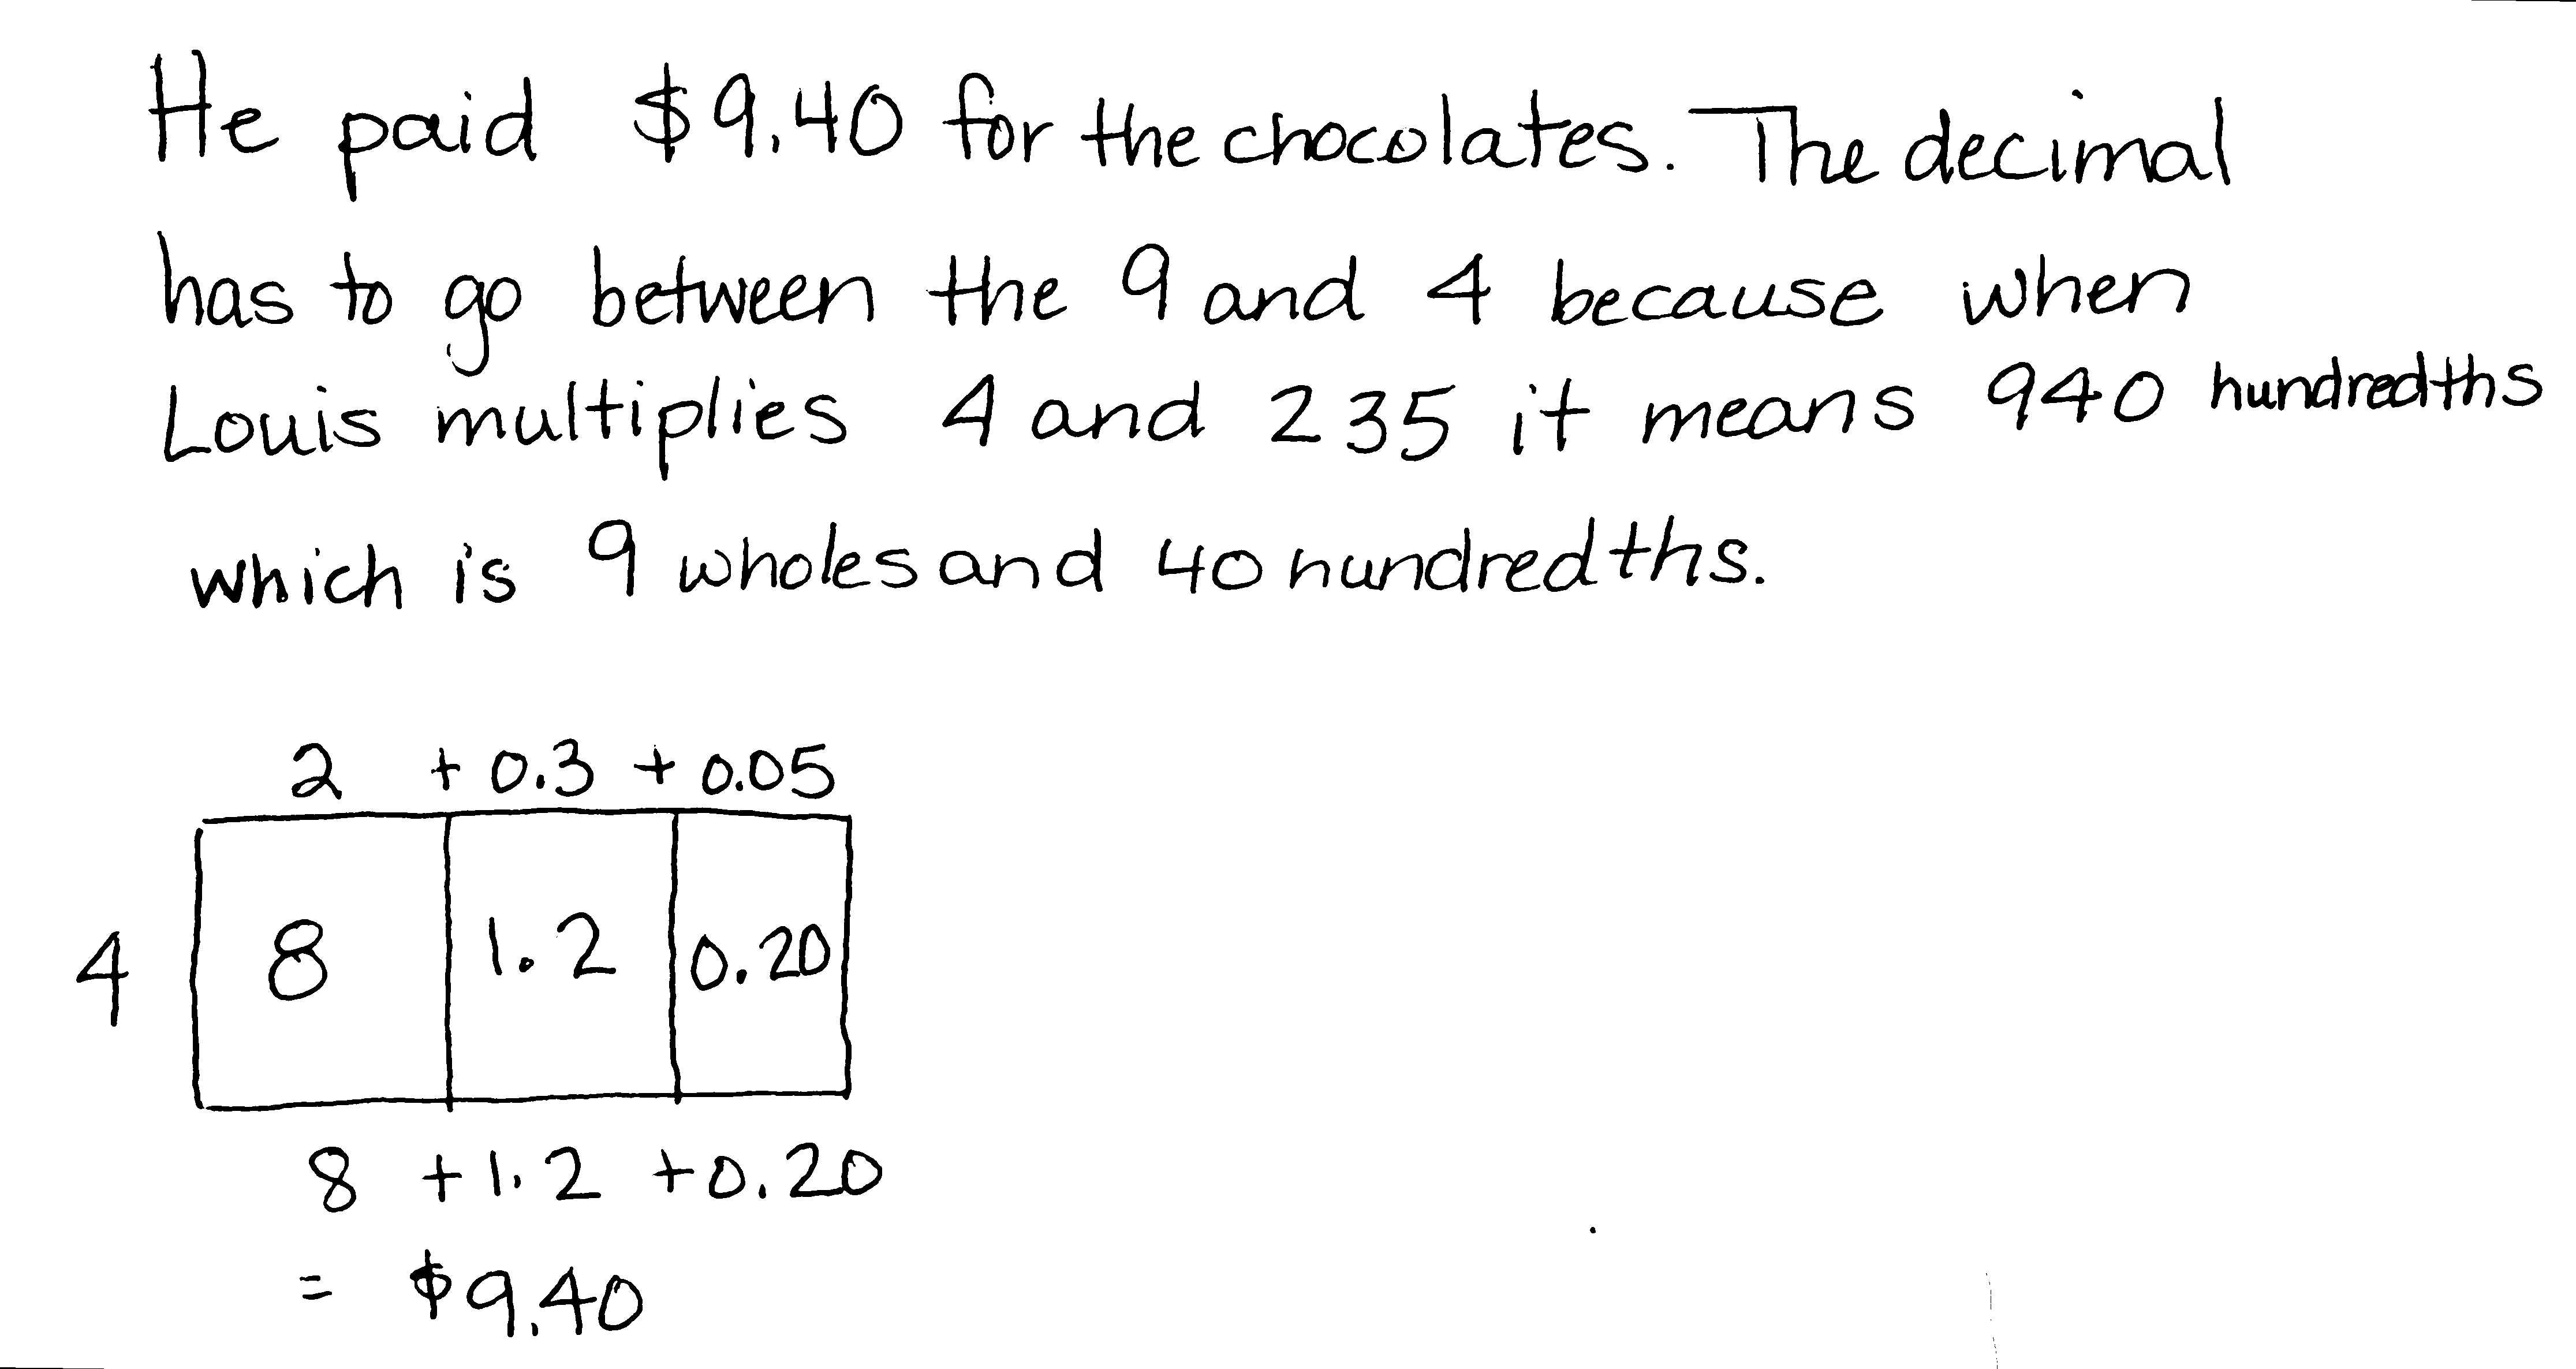 He paid $9.40 for the chocolates. The decimal
has to go between the 9 and 4 because when
Louis multiplies 4 and 235 it means 940 hundredths
which is 9 wholes and 40 hundredths.
2 + 0.3 + 0.05
4 8 1.2 0.20
8 + 1.2 + 0.20
= $9.40